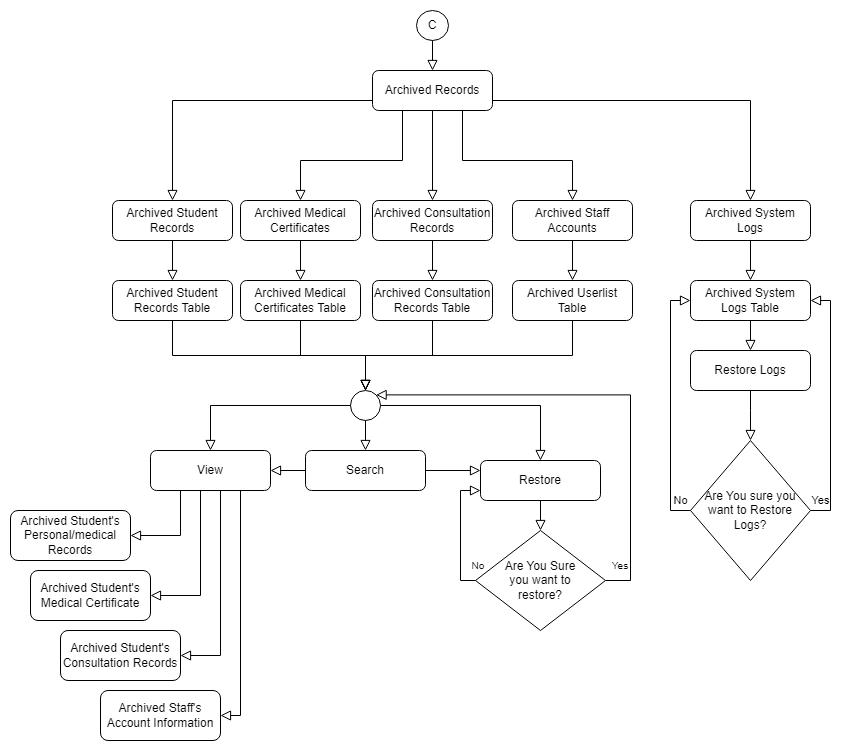 C
Archived Records
Archived Student
Records
Archived Medical
Certificates
Archived Consultation
Records
Archived Staff
Accounts
Archived System
Logs
Archived Student
Records Table
Archived Medical
Certificates Table
Archived Consultation
Records Table
Archived Userlist
Table
Archived System
Logs Table
Restore Logs
Are You sure you
want to Restore
Logs?
No
Yes
View
Search
Restore
Are You Sure
you want to
restore?
No
Yes
Archived Student's
Personal/medical
Records
Archived Student's
Medical Certificate
Archived Student's
Consultation Records
Archived Staff's
Account Information